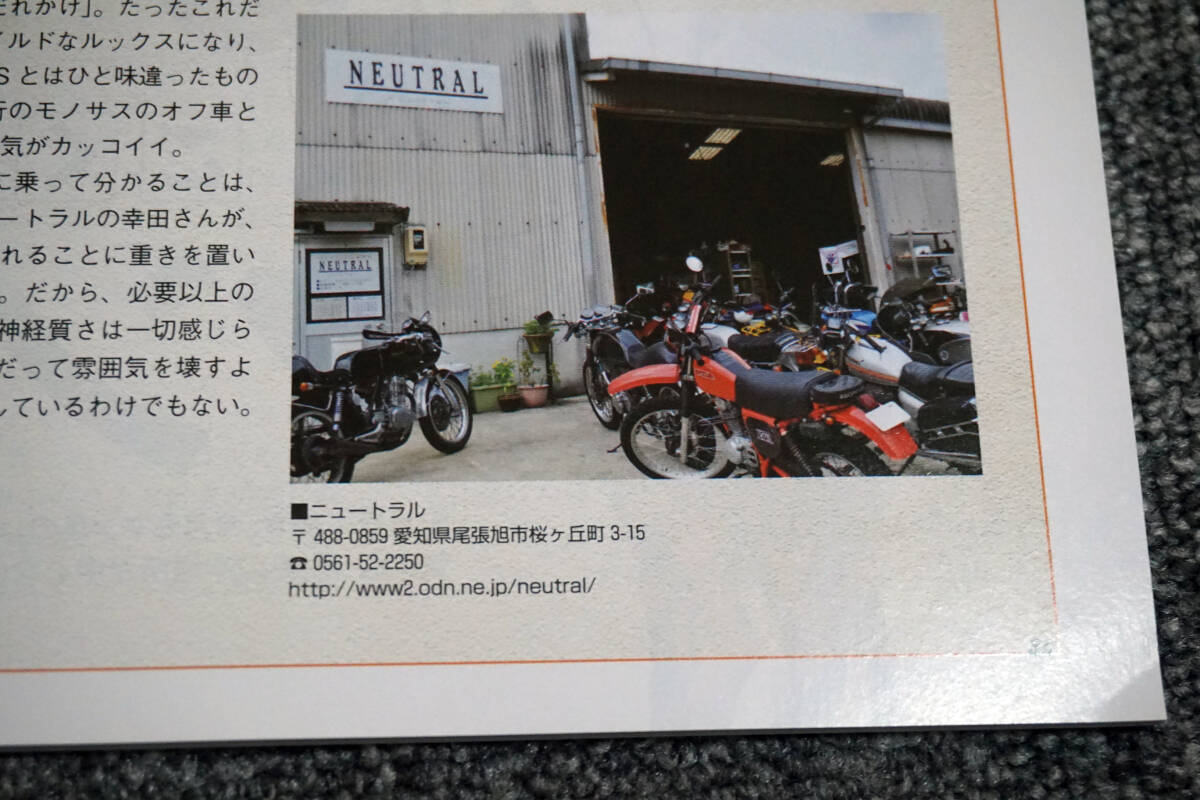 だれかけ」。たったこれだ
イルドなルックスになり、
Sとはひと味違ったもの
行のモノサスのオフ車と
気がカッコイイ。
に乗って分かることは、
ュートラルの幸田さんが、
れることに重きを置い
。だから、必要以上の
神経質さは一切感じら
だって雰囲気を壊すよ
しているわけでもない。
NEUTRAL
NEUTRAL
■ニュートラル
〒488-0859 愛知県尾張旭市桜ヶ丘町 3-15
☎ 0561-52-2250
http://www2.odn.ne.jp/neutral/